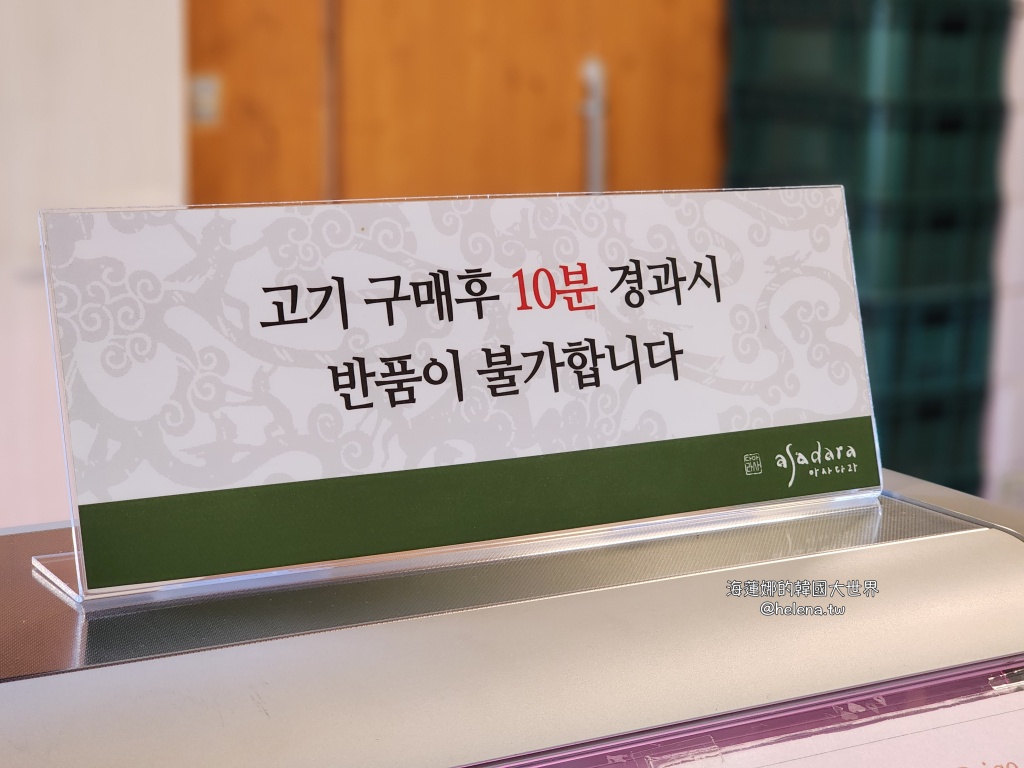 고기 구매후 10분 경과시
반품이 불가합니다
asadara
아사다라
海蓮娜的韓國大世界
@helena.tw